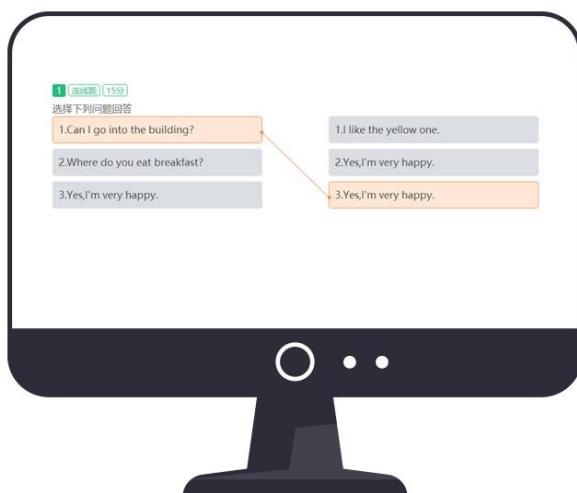 1 连线题 15分
选择下列问题回答
1.Can I go into the building?
1.I like the yellow one.
2.Where do you eat breakfast?
2.Yes,I'm very happy.
3.Yes,I'm very happy.
3.Yes,I'm very happy.